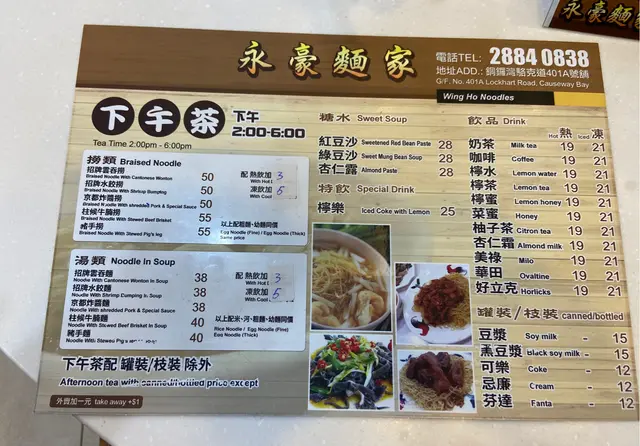 永豪麵家
永豪麵家
電話TEL: 2884 0838
地址ADD.: 銅鑼灣駱克道401A號舖
G/F, No. 401A Lockhart Road, Causeway Bay
Wing Ho Noodles
下午茶 下午
2:00-6:00
Tea Time 2:00pm - 6:00pm
撈類 Braised Noodle
招牌雲吞撈 50
Braised Noodle With Cantonese Wonton
招牌水餃撈 50
Braised Noodle With Shrimp Dumpling
京都炸醬撈 50
Braised Noodle with shredded Pork & Special Sauce
柱候牛腩撈 55
Braised Noodle With Stewed Beef Brisket
豬手撈 55
Braised Noodle With Stewed Pig's leg
配 熱飲加 3
With Hot
凍飲加 5
With Cool
以上配粗麵·幼麵同價
Egg Noodle (Fine) / Egg Noodle (Thick)
Same price
湯類 Noodle In Soup
招牌雲吞麵 38
Noodle With Cantonese Wonton In Soup
招牌水餃麵 38
Noodle With Shrimp Dumpling In Soup
京都炸醬麵 38
Noodle with shredded Pork & Special Sauce
柱候牛腩麵 40
Noodle With Stewed Beef Brisket In Soup
豬手麵 40
Noodle With Stewed Pig's
配 熱飲加 3
With Hot
凍飲加 5
With Cool
以上配米·河·粗麵·幼麵同價
Rice Noodle / Egg Noodle (Fine)
Egg Noodle (Thick)
下午茶配 罐裝/枝裝 除外
Afternoon tea with canned/bottled price except
外賣加一元 take away +$1
糖水 Sweet Soup
紅豆沙 Sweetened Red Bean Paste 28
綠豆沙 Sweet Mung Bean Soup 28
杏仁露 Almond Paste 28
特飲 Special Drink
檸樂 Iced Coke with Lemon 25
飲品 Drink Hot 熱 Iced 凍
奶茶 Milk tea 19 21
咖啡 Coffee 19 21
檸水 Lemon water 19 21
檸茶 Lemon tea 19 21
檸蜜 Lemon honey 19 21
菜蜜 Honey 19 21
柚子茶 Citron tea 19 21
杏仁霜 Almond milk 19 21
美祿 Milo 19 21
華田 Ovaltine 19 21
好立克 Horlicks 19 21
罐裝/枝裝 canned/bottled
豆漿 Soy milk - 15
黑豆漿 Black soy milk - 15
可樂 Coke - 12
忌廉 Cream - 12
芬達 Fanta - 12